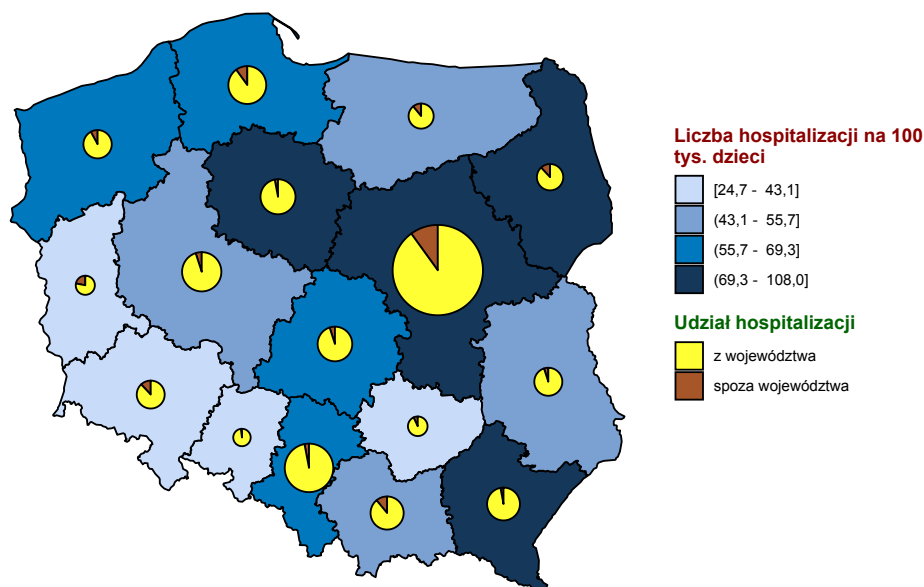 Liczba hospitalizacji na 100
tys. dzieci
[24,7 - 43,1]
(43,1 - 55,7]
(55,7 - 69,3]
(69,3 - 108,0]
Udział hospitalizacji
z województwa
spoza województwa